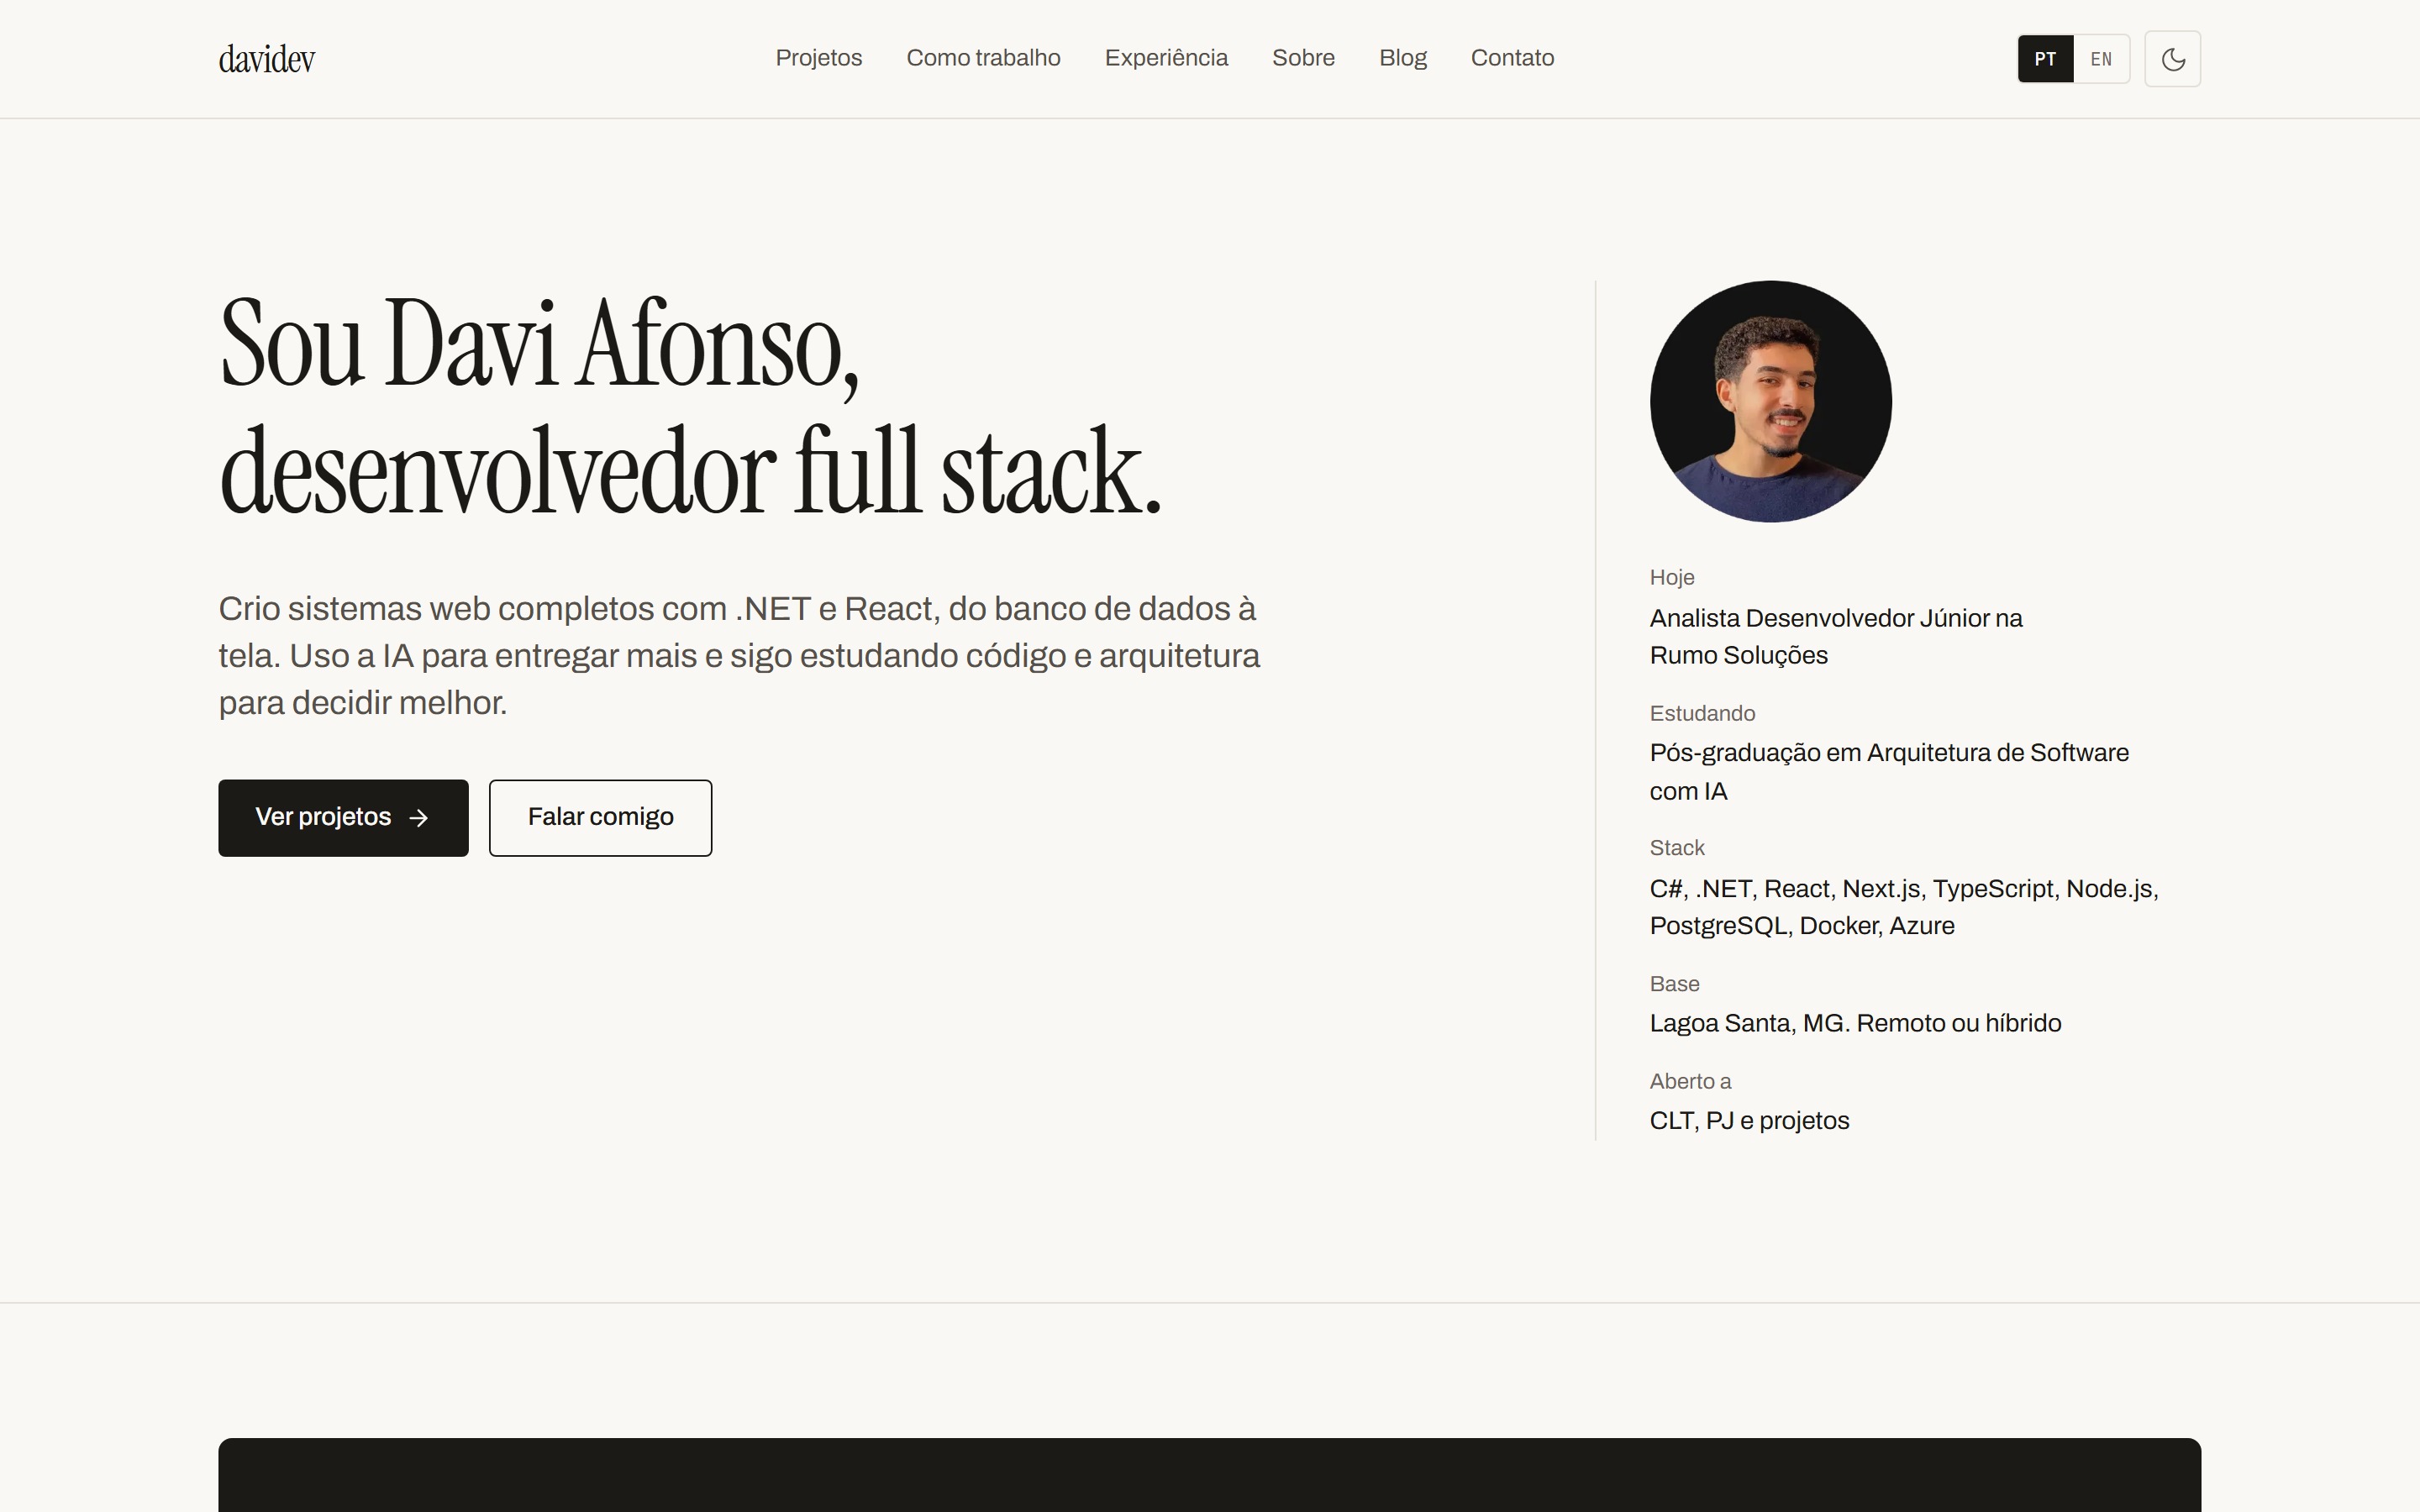 davidev
Projetos
Como trabalho
Experiência
Sobre
Blog
Contato
PT
EN
Sou Davi Afonso,
desenvolvedor full stack.
Crio sistemas web completos com .NET e React, do banco de dados à
tela. Uso a IA para entregar mais e sigo estudando código e arquitetura
para decidir melhor.
Ver projetos
Falar comigo
Hoje
Analista Desenvolvedor Júnior na
Rumo Soluções
Estudando
Pós-graduação em Arquitetura de Software
com IA
Stack
C#, .NET, React, Next.js, TypeScript, Node.js,
PostgreSQL, Docker, Azure
Base
Lagoa Santa, MG. Remoto ou híbrido
Aberto a
CLT, PJ e projetos